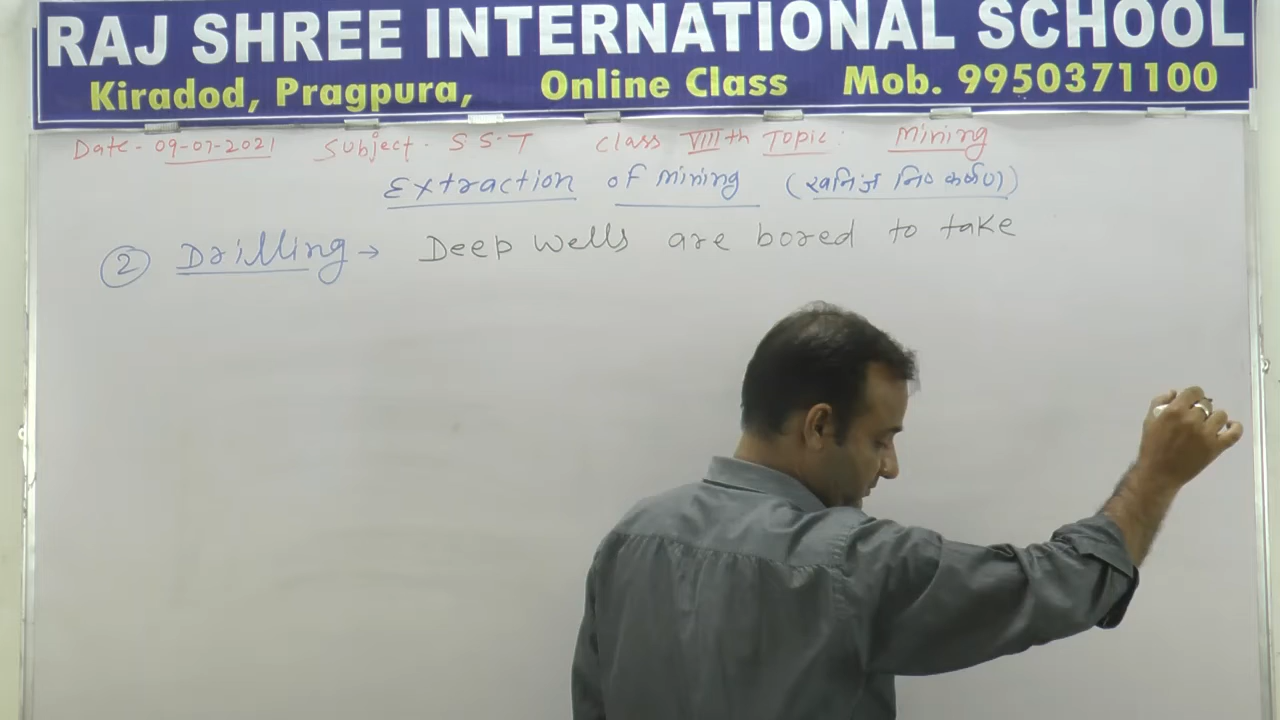 RAJ SHREE INTERNATIONAL SCHOOL
Kiradod, Pragpura, Online Class Mob. 9950371100
Date - 09-07-2021 Subject - S.S.T Class VIIIth Topic: Mining
Extraction of Mining (खनिज निष्कर्षण)
② Drilling → Deep wells are bored to take